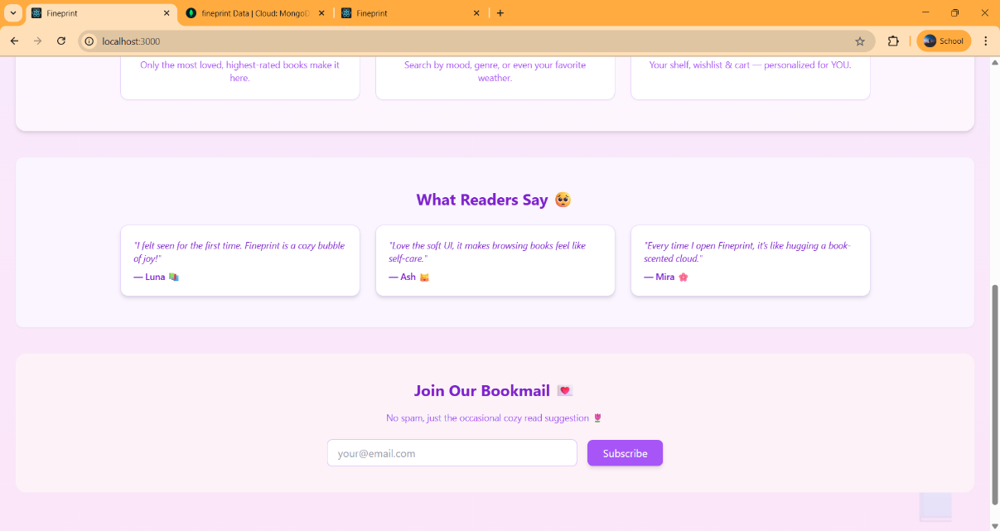 Fineprint
fineprint Data | Cloud: MongoD
Fineprint
localhost:3000
School
Only the most loved, highest-rated books make it
here.
Search by mood, genre, or even your favorite
weather.
Your shelf, wishlist & cart — personalized for YOU.
What Readers Say 🥺
"I felt seen for the first time. Fineprint is a cozy bubble
of joy!"
— Luna 📚
"Love the soft UI, it makes browsing books feel like
self-care."
— Ash 🐱
"Every time I open Fineprint, it's like hugging a book-
scented cloud."
— Mira 🌸
Join Our Bookmail 💌
No spam, just the occasional cozy read suggestion 🌷
your@email.com
Subscribe